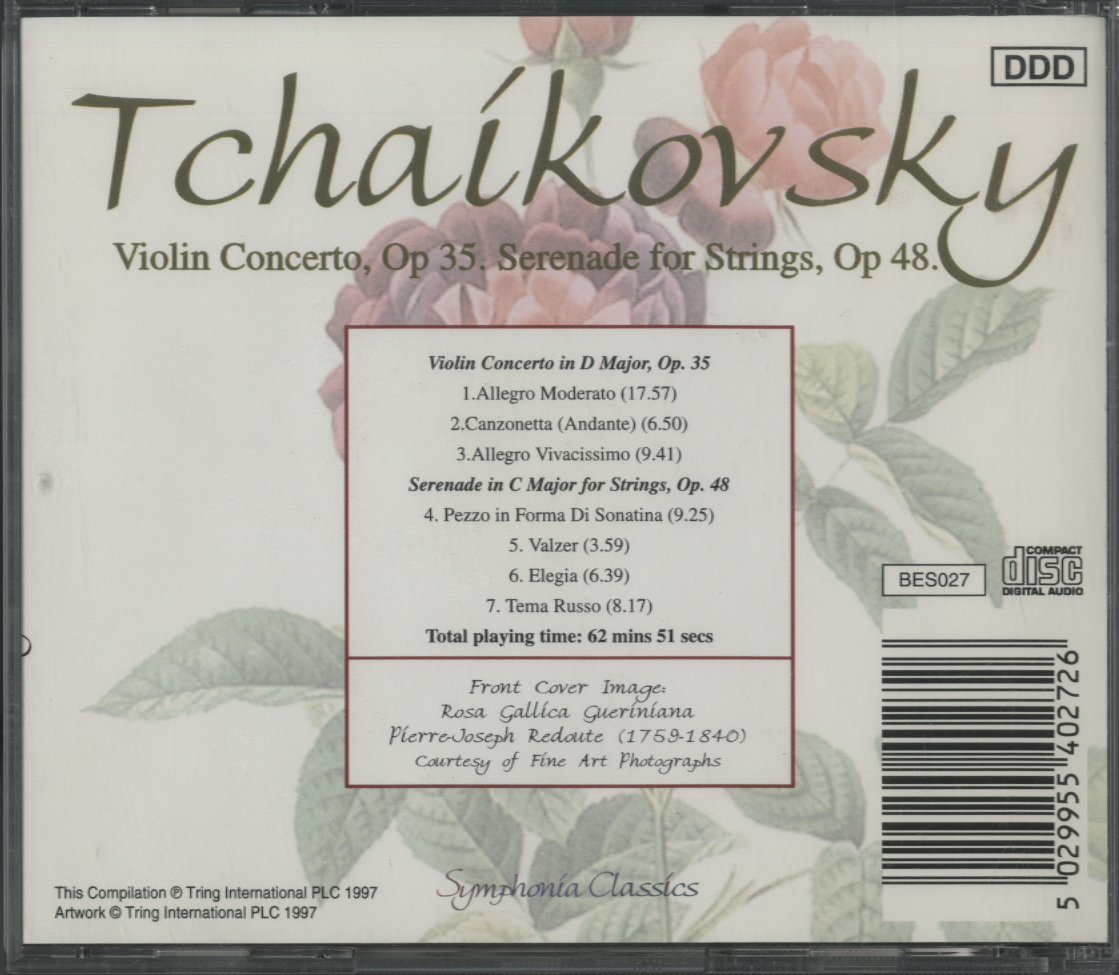 DDD
Tchaikovsky
Violin Concerto, Op 35. Serenade for Strings, Op 48.
Violin Concerto in D Major, Op. 35
1.Allegro Moderato (17.57)
2.Canzonetta (Andante) (6.50)
3.Allegro Vivacissimo (9.41)
Serenade in C Major for Strings, Op. 48
4. Pezzo in Forma Di Sonatina (9.25)
5. Valzer (3.59)
6. Elegia (6.39)
7. Tema Russo (8.17)
Total playing time: 62 mins 51 secs
Front Cover Image:
Rosa Gallica Gueriniana
Pierre-Joseph Redoute (1759-1840)
Courtesy of Fine Art Photographs
BES027
COMPACT
disc
DIGITAL AUDIO
5 029955 402726
Symphonia Classics
This Compilation ℗ Tring International PLC 1997
Artwork © Tring International PLC 1997